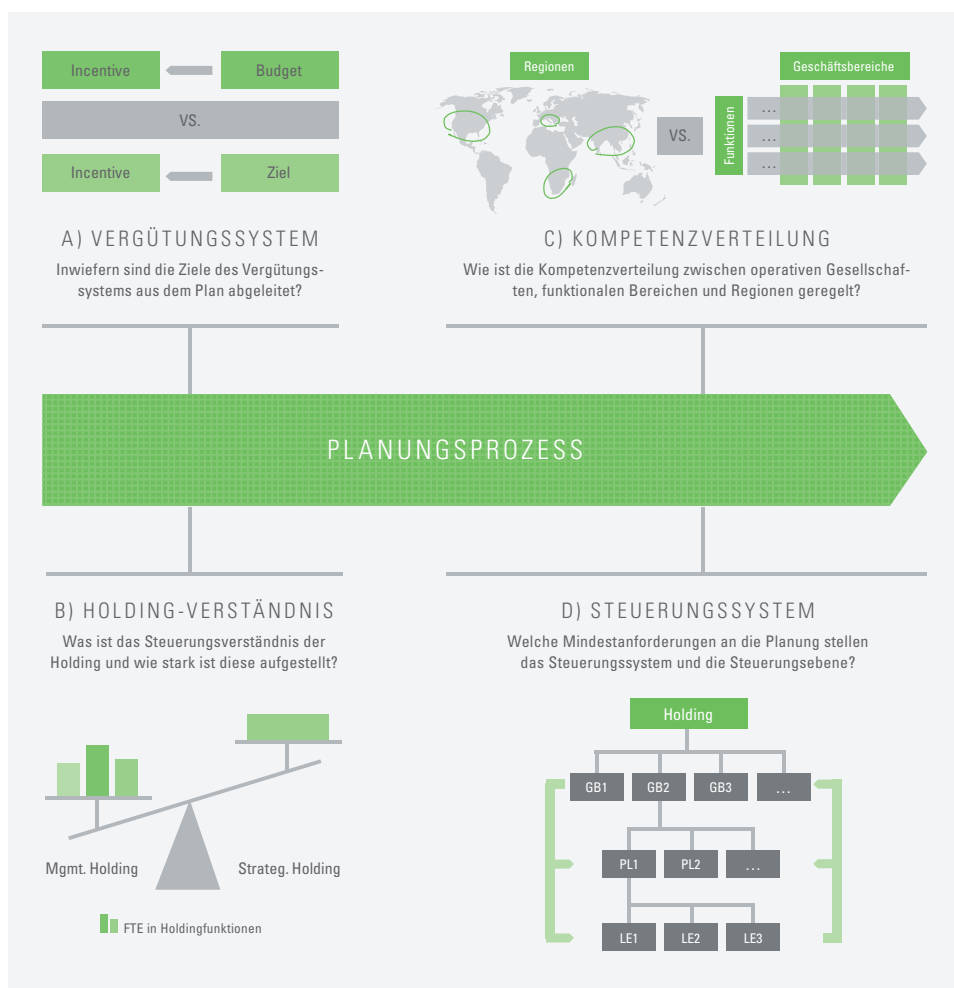 Incentive
Budget
VS.
Incentive
Ziel
A) VERGÜTUNGSSYSTEM
Inwiefern sind die Ziele des Vergütungs-
systems aus dem Plan abgeleitet?
Regionen
VS.
Geschäftsbereiche
Funktionen
...
...
...
C) KOMPETENZVERTEILUNG
Wie ist die Kompetenzverteilung zwischen operativen Gesellschaf-
ten, funktionalen Bereichen und Regionen geregelt?
PLANUNGSPROZESS
B) HOLDING-VERSTÄNDNIS
Was ist das Steuerungsverständnis der
Holding und wie stark ist diese aufgestellt?
Mgmt. Holding
Strateg. Holding
FTE in Holdingfunktionen
D) STEUERUNGSSYSTEM
Welche Mindestanforderungen an die Planung stellen
das Steuerungssystem und die Steuerungsebene?
Holding
GB1
GB2
GB3
...
PL1
PL2
...
LE1
LE2
LE3